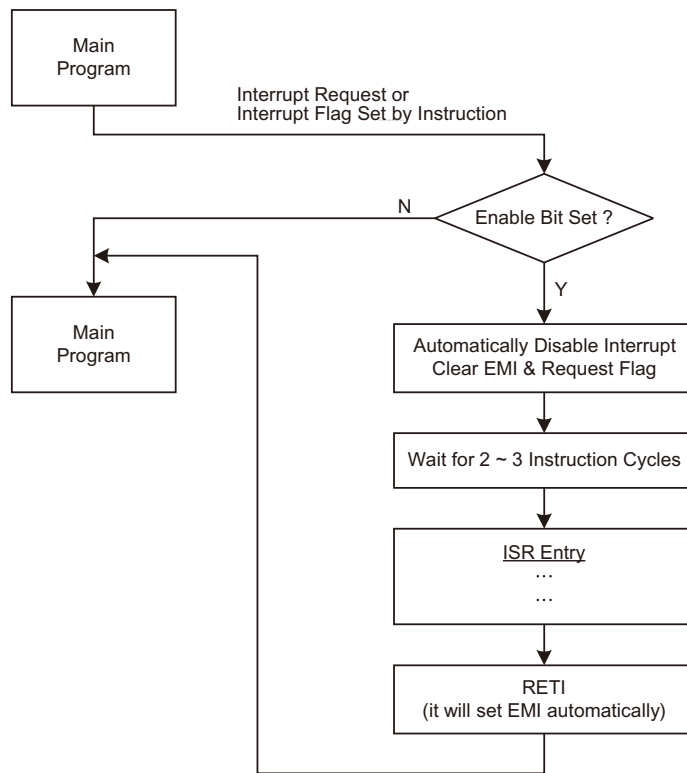 Main
Program
Interrupt Request or
Interrupt Flag Set by Instruction
Enable Bit Set ?
N
Y
Main
Program
Automatically Disable Interrupt
Clear EMI & Request Flag
Wait for 2 ~ 3 Instruction Cycles
ISR Entry
...
...
RETI
(it will set EMI automatically)